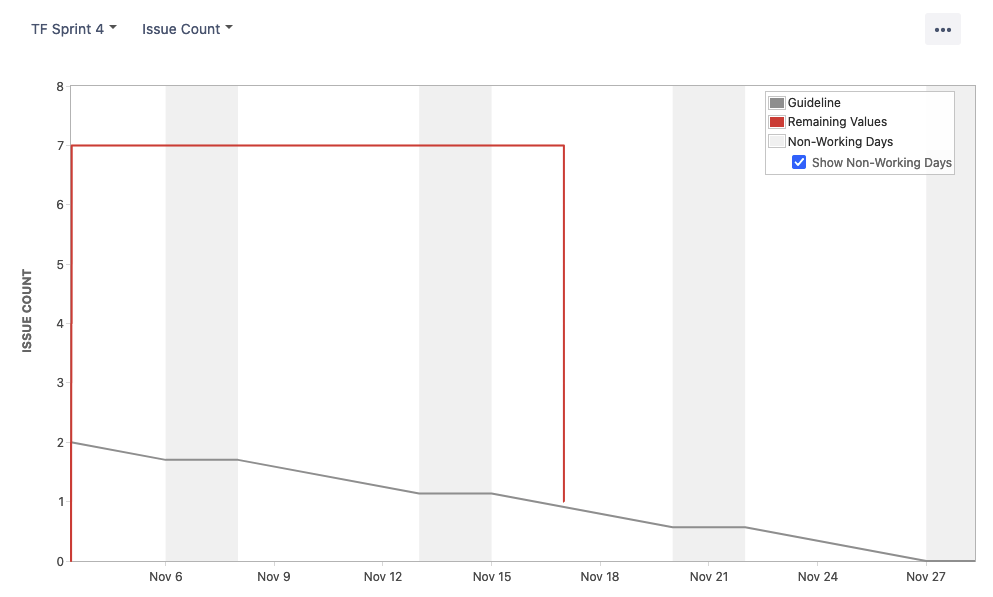 TF Sprint 4 Issue Count
8
Guideline
Remaining Values
7
Non-Working Days
Show Non-Working Days
6
5
ISSUE COUNT
4
3
2
1
0
Nov 6 Nov 9 Nov 12 Nov 15 Nov 18 Nov 21 Nov 24 Nov 27